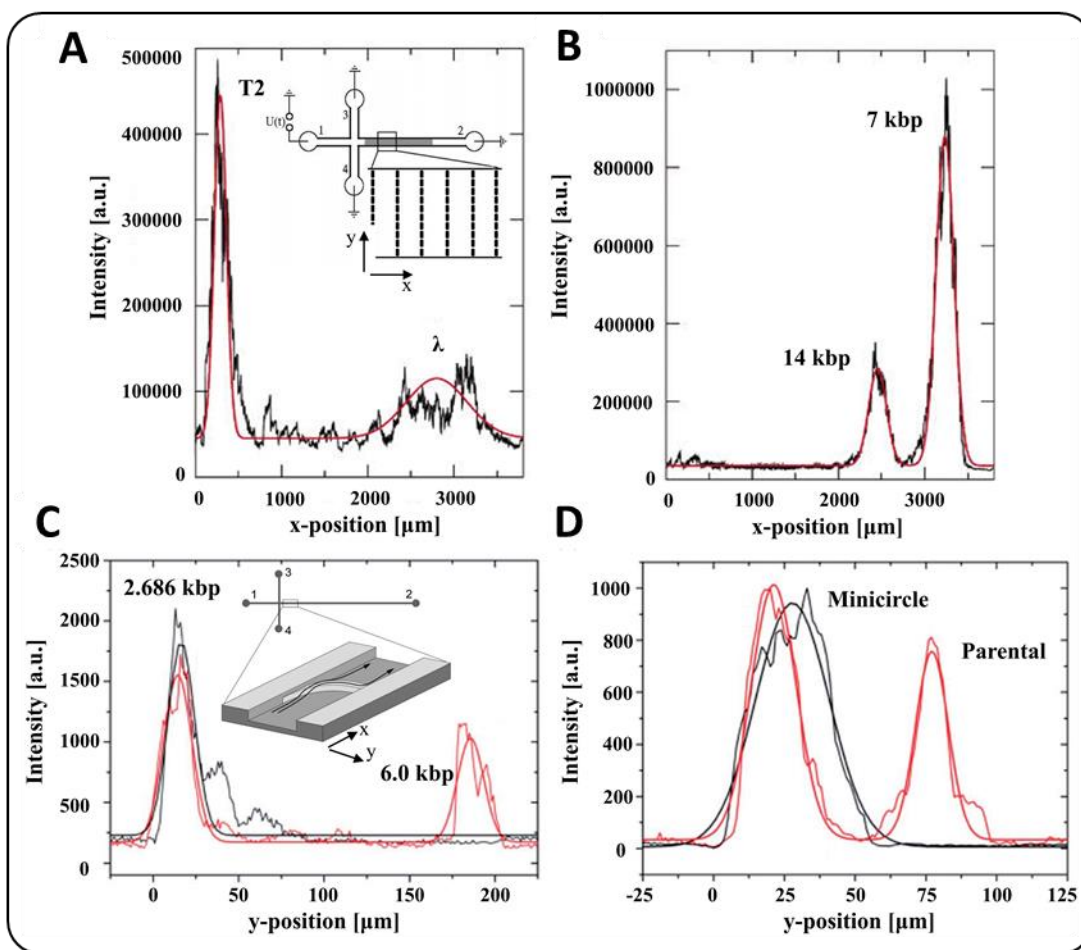 A
500000
400000
300000
200000
100000
0
Intensity [a.u.]
T2
U(t)
1
2
3
4
y
x
λ
0
1000
2000
3000
x-position [μm]
B
1000000
800000
600000
400000
200000
0
Intensity [a.u.]
14 kbp
7 kbp
0
1000
2000
3000
x-position [μm]
C
2500
2000
1500
1000
500
0
Intensity [a.u.]
2.686 kbp
3
1
2
4
x
y
6.0 kbp
0
50
100
150
200
y-position [μm]
D
1000
800
600
400
200
0
Intensity [a.u.]
Minicircle
Parental
-25
0
25
50
75
100
125
y-position [μm]